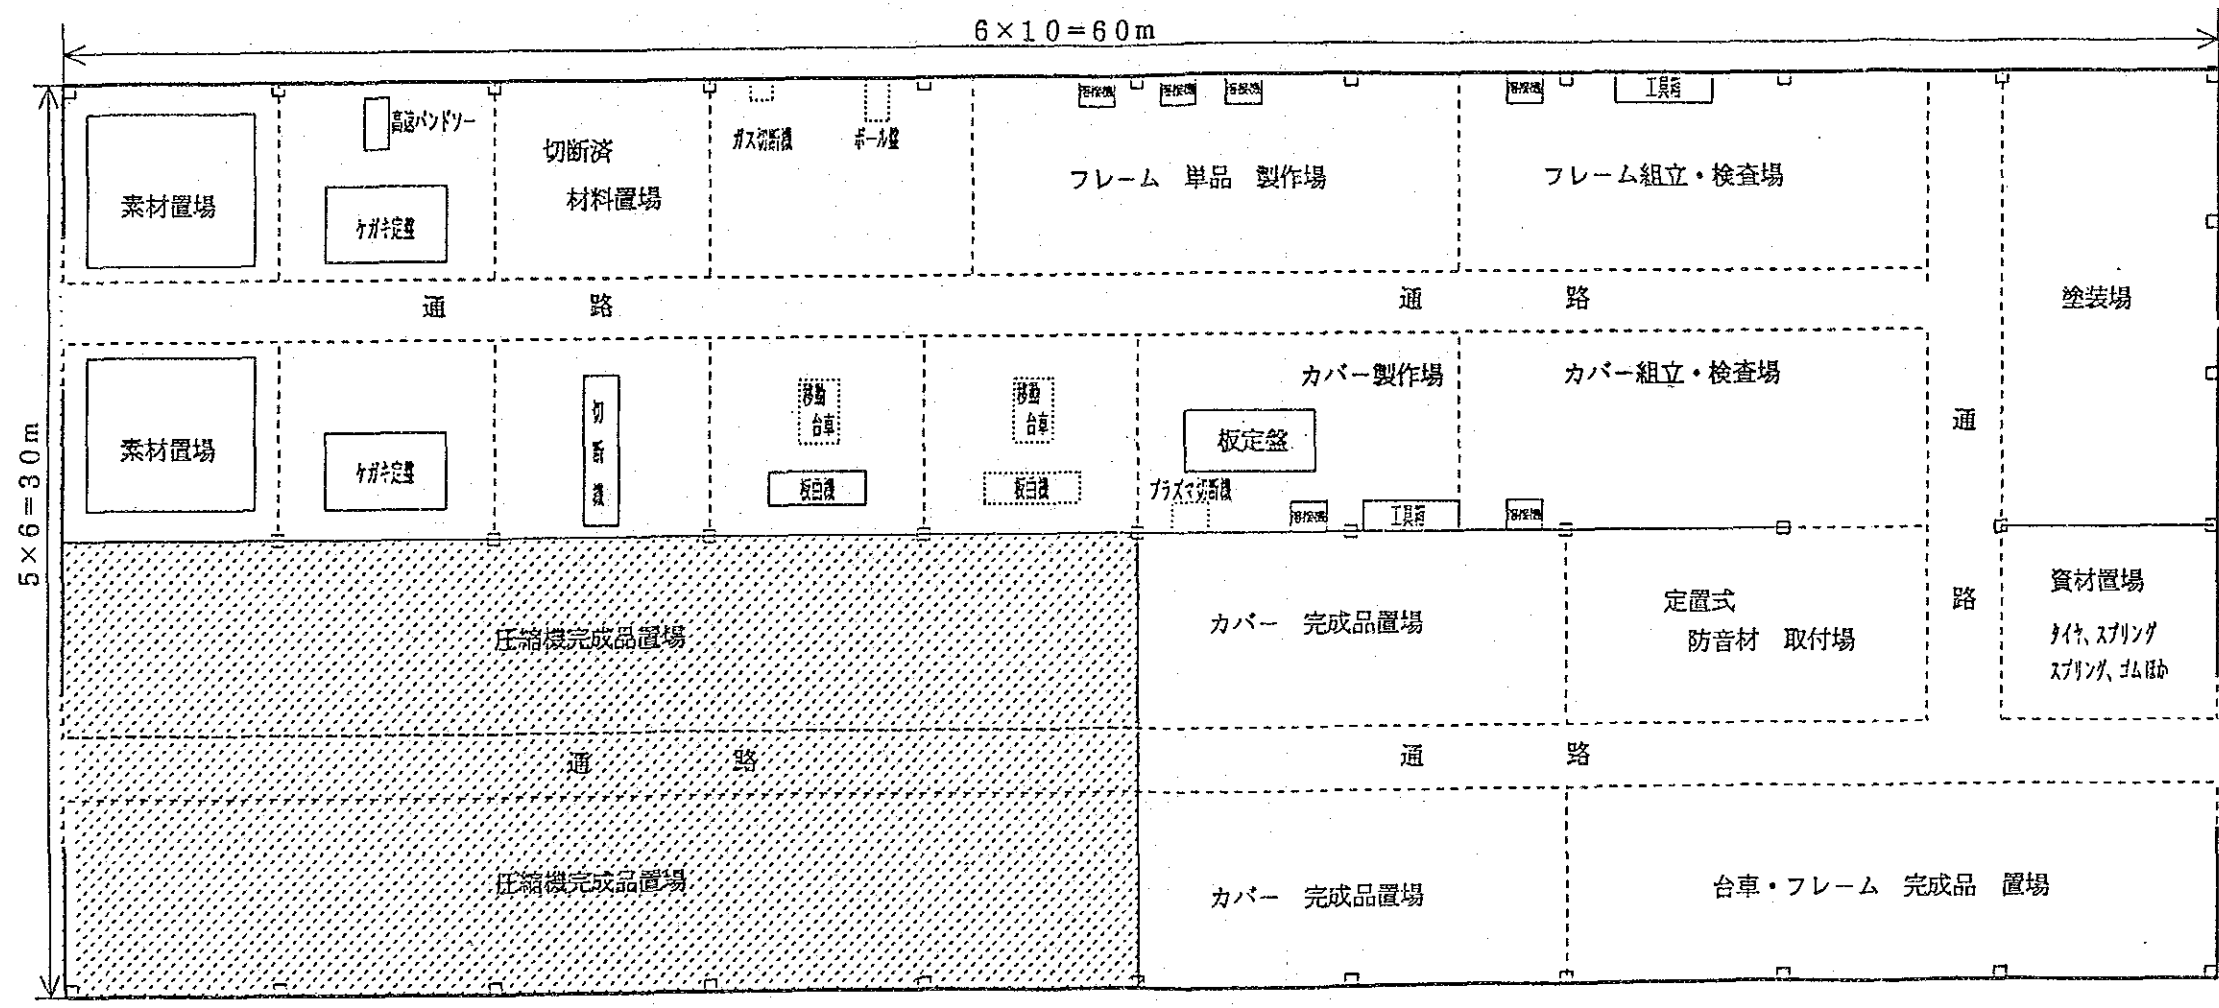 6×10=60m
5×6=30m
素材置場
高速バンドソー
ケガキ定盤
切断済
材料置場
ガス切断機
ボール盤
溶接機
溶接機
溶接機
フレーム 単品 製作場
溶接機
工具箱
フレーム組立・検査場
通 路
通 路
塗装場
素材置場
ケガキ定盤
切断機
移動
台車
移動
台車
カバー製作場
板定盤
プラズマ切断機
溶接機
工具箱
カバー組立・検査場
溶接機
通 路
圧縮機完成品置場
カバー 完成品置場
定置式
防音材 取付場
資材置場
タイヤ、スプリング
スプリング、ゴムほか
通 路
通 路
圧縮機完成品置場
カバー 完成品置場
台車・フレーム 完成品 置場